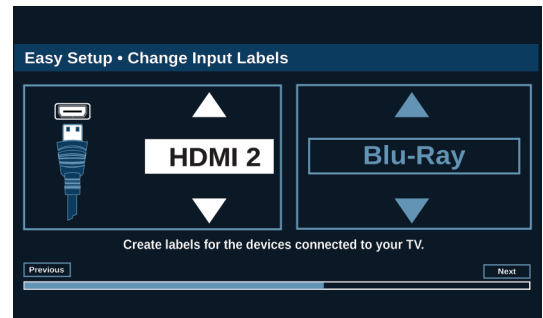 Easy Setup • Change Input Labels
HDMI 2
Blu-Ray
Create labels for the devices connected to your TV.
Previous
Next